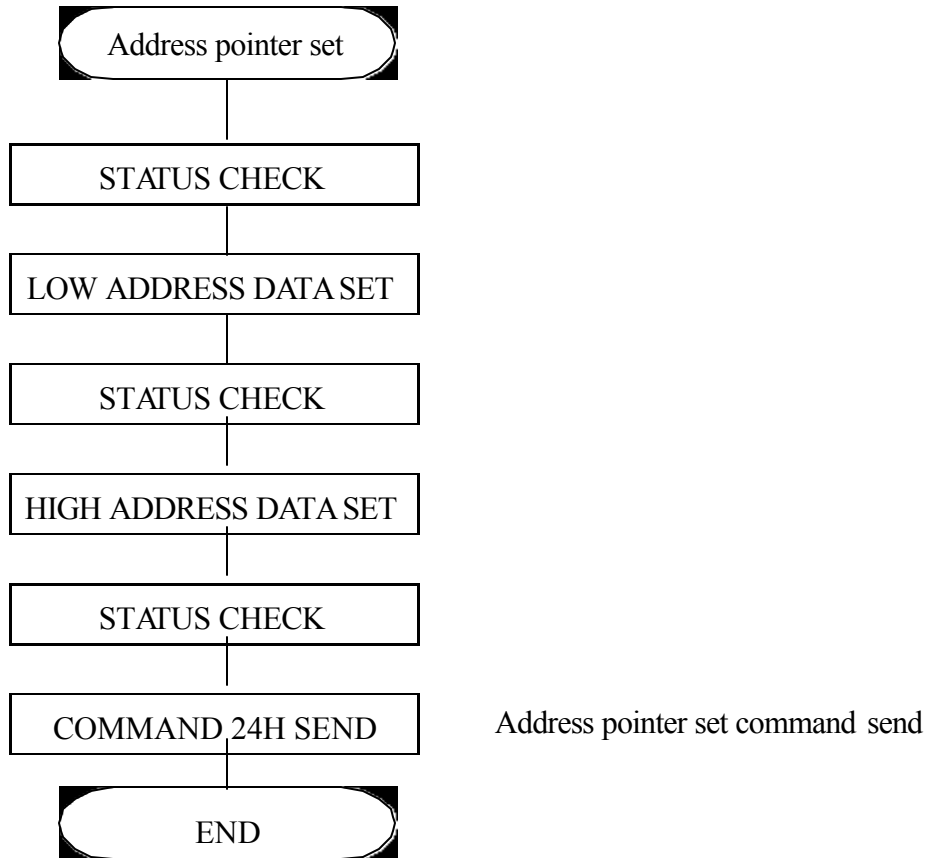 Address pointer set
STATUS CHECK
LOW ADDRESS DATA SET
STATUS CHECK
HIGH ADDRESS DATA SET
STATUS CHECK
COMMAND 24H SEND
Address pointer set command send
END